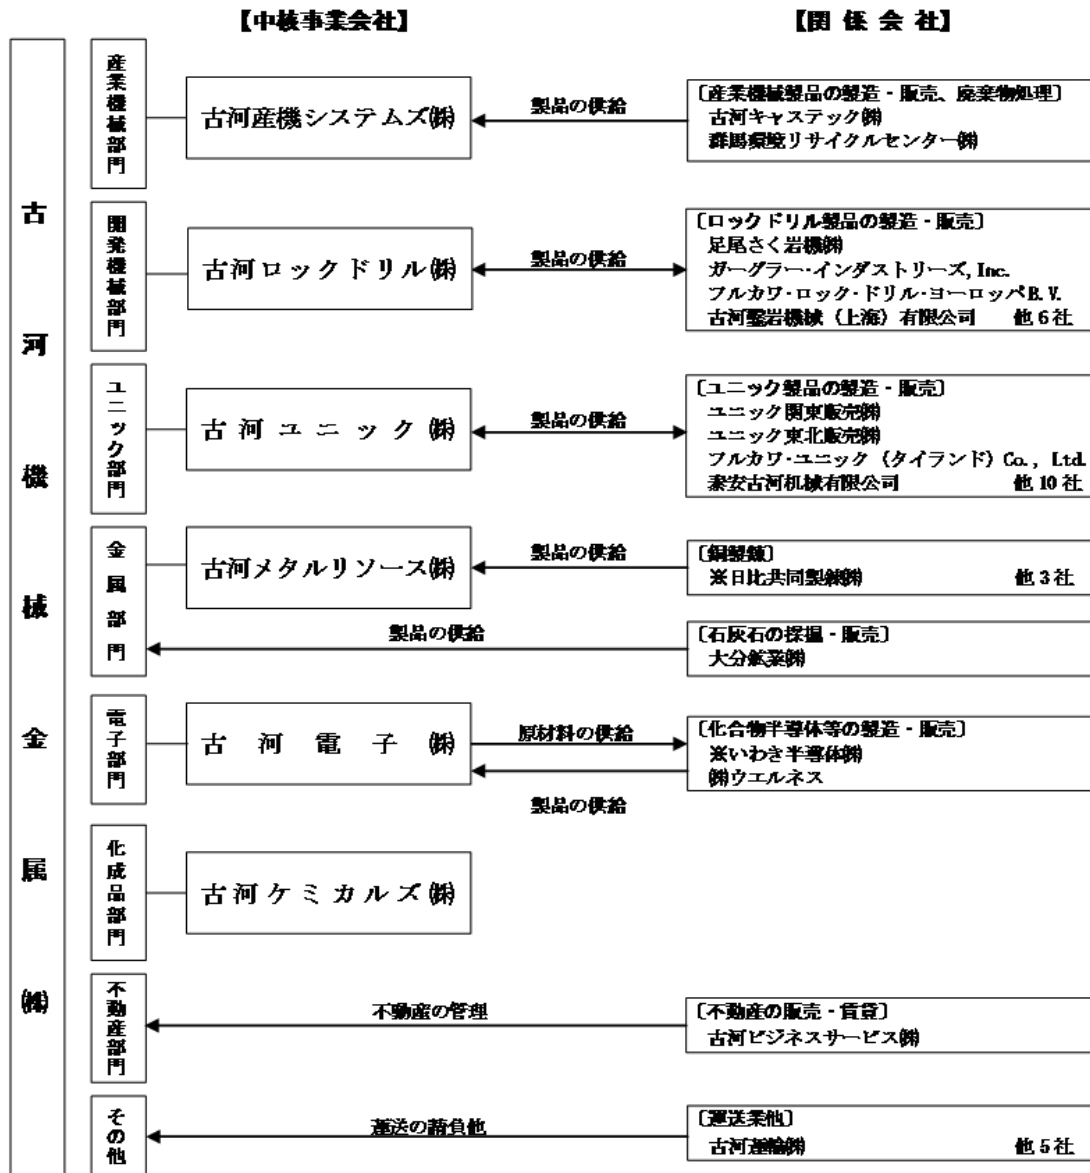 【中核事業会社】
【関 係 会 社】
古河機械金属㈱
産業機械部門
古河産機システムズ㈱
製品の供給
〔産業機械製品の製造・販売、廃棄物処理〕
古河キャステック㈱
群馬環境リサイクルセンター㈱
開発機械部門
古河ロックドリル㈱
製品の供給
〔ロックドリル製品の製造・販売〕
足尾さく岩機㈱
ガーグラー・インダストリーズ, Inc.
フルカワ・ロック・ドリル・ヨーロッパB.V.
古河鑿岩機械（上海）有限公司 他6社
ユニック部門
古河ユニック㈱
製品の供給
〔ユニック製品の製造・販売〕
ユニック関東販売㈱
ユニック東北販売㈱
フルカワ・ユニック（タイランド）Co., Ltd.
泰安古河机械有限公司 他10社
金属部門
古河メタルリソース㈱
製品の供給
〔銅製錬〕
※日比共同製錬㈱ 他3社
製品の供給
〔石灰石の採掘・販売〕
大分鉱業㈱
電子部門
古河電子㈱
原材料の供給
製品の供給
〔化合物半導体等の製造・販売〕
※いわき半導体㈱
㈱ウエルネス
化成品部門
古河ケミカルズ㈱
不動産部門
不動産の管理
〔不動産の販売・賃貸〕
古河ビジネスサービス㈱
その他
運送の請負他
〔運送業他〕
古河運輸㈱ 他5社